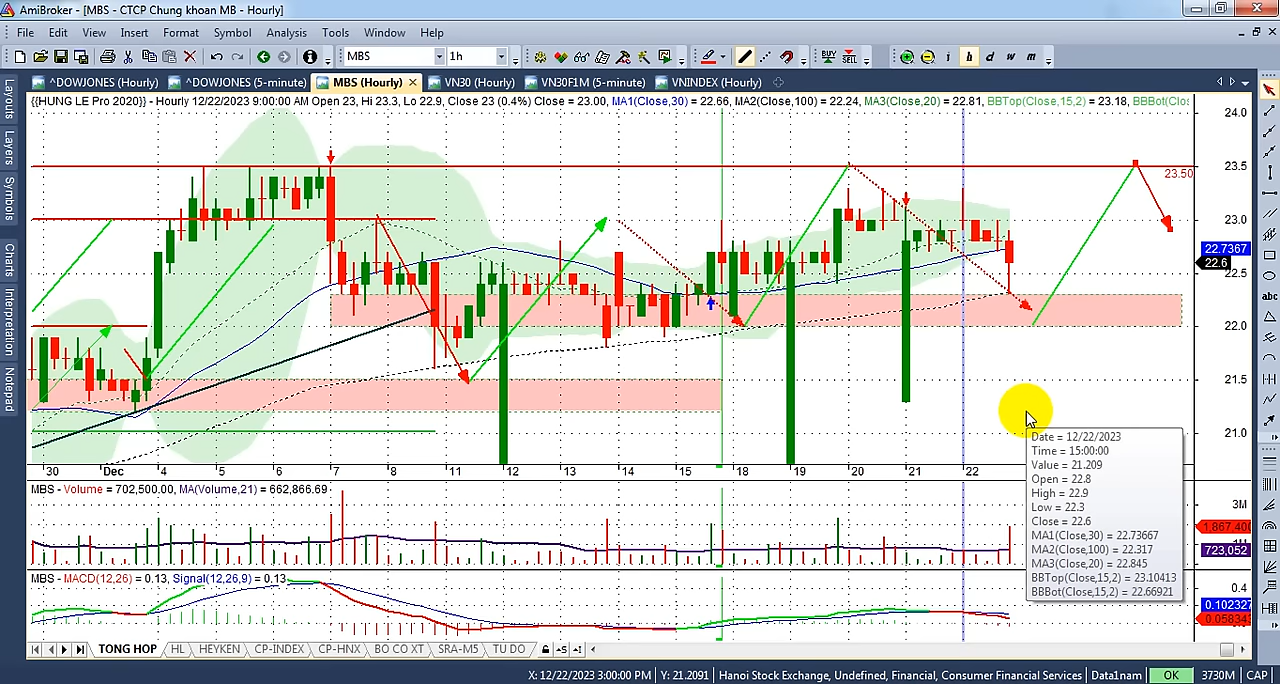 AmiBroker - [MBS - CTCP Chung khoan MB - Hourly]
File Edit View Insert Format Symbol Analysis Tools Window Help
MBS 1h BUY SELL i h d w m
^DOWJONES (Hourly) ^DOWJONES (5-minute) MBS (Hourly) VN30 (Hourly) VN30F1M (5-minute) VNINDEX (Hourly)
Layouts
Layers
Symbols
Charts
Interpretation
Notepad
{{HUNG LE Pro 2020}} - Hourly 12/22/2023 9:00:00 AM Open 23, Hi 23.3, Lo 22.9, Close 23 (0.4%) Close = 23.00, MA1(Close,30) = 22.66, MA2(Close,100) = 22.24, MA3(Close,20) = 22.81, BBTop(Close,15,2) = 23.18, BBBot(Clos
24.0
23.5
23.50
23.0
22.7367
22.6
22.5
22.0
21.5
21.0
abc
Date = 12/22/2023
Time = 15:00:00
Value = 21.209
Open = 22.8
High = 22.9
Low = 22.3
Close = 22.6
MA1(Close,30) = 22.73667
MA2(Close,100) = 22.317
MA3(Close,20) = 22.845
BBTop(Close,15,2) = 23.10413
BBBot(Close,15,2) = 22.66921
30 Dec 4 5 6 7 8 11 12 13 14 15 18 19 20 21 22
MBS - Volume = 702,500.00, MA(Volume,21) = 662,866.69
3M
1,867,400
723,052
MBS - MACD(12,26) = 0.13, Signal(12,26,9) = 0.13
0.4
0.102327
0.058343
TONG HOP HL HEYKEN CP-INDEX CP-HNX BO CO XT SRA-M5 TU DO
X: 12/22/2023 3:00:00 PM Y: 21.2091 Hanoi Stock Exchange, Undefined, Financial, Consumer Financial Services Data1nam OK 3730M CAP